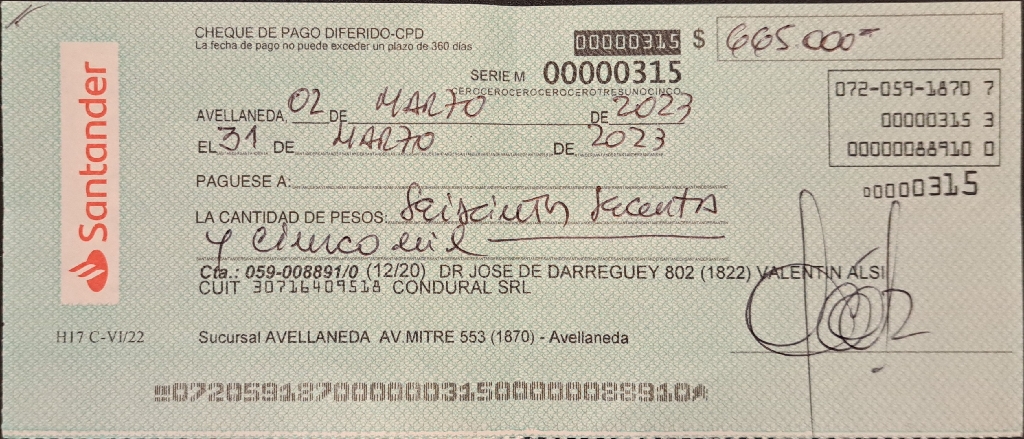 CHEQUE DE PAGO DIFERIDO-CPD
La fecha de pago no puede exceder un plazo de 360 días
00000315 $ 665.000=
SERIE M 00000315
CEROCEROCEROCEROCEROTRESUNOCINCO
072-059-1870 7
00000315 3
00000088910 0
00000315
AVELLANEDA, 02 DE MARZO DE 2023
EL 31 DE MARZO DE 2023
PAGUESE A:
LA CANTIDAD DE PESOS: Seiscientos Sesenta
y cinco mil
Cta.: 059-008891/0 (12/20) DR JOSE DE DARREGUEY 802 (1822) VALENTIN ALSI
CUIT 30716409518 CONDURAL SRL
Santander
H17 C-VI/22
Sucursal AVELLANEDA AV.MITRE 553 (1870) - Avellaneda